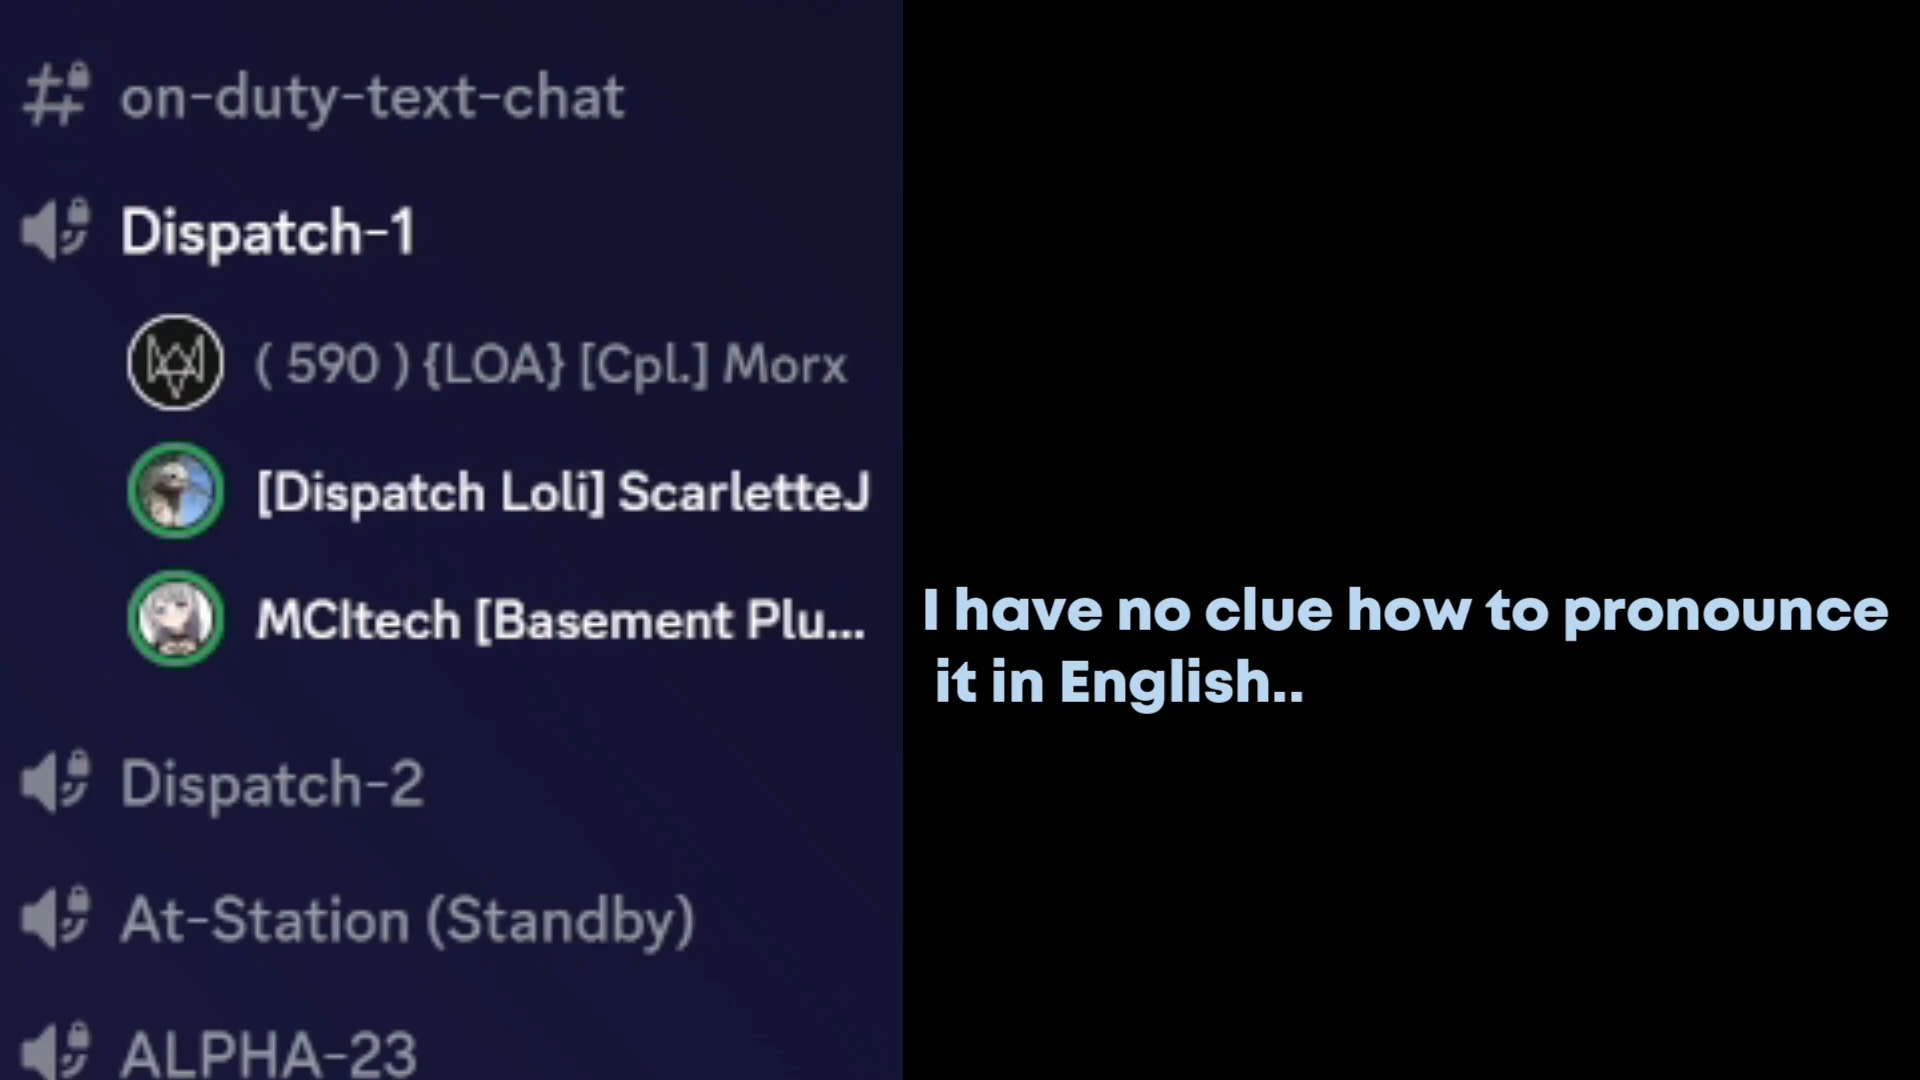 on-duty-text-chat
Dispatch-1
( 590 ) {LOA} [Cpl.] Morx
[Dispatch Loli] ScarletteJ
MCItech [Basement Plu...
Dispatch-2
At-Station (Standby)
ALPHA-23
I have no clue how to pronounce
it in English..